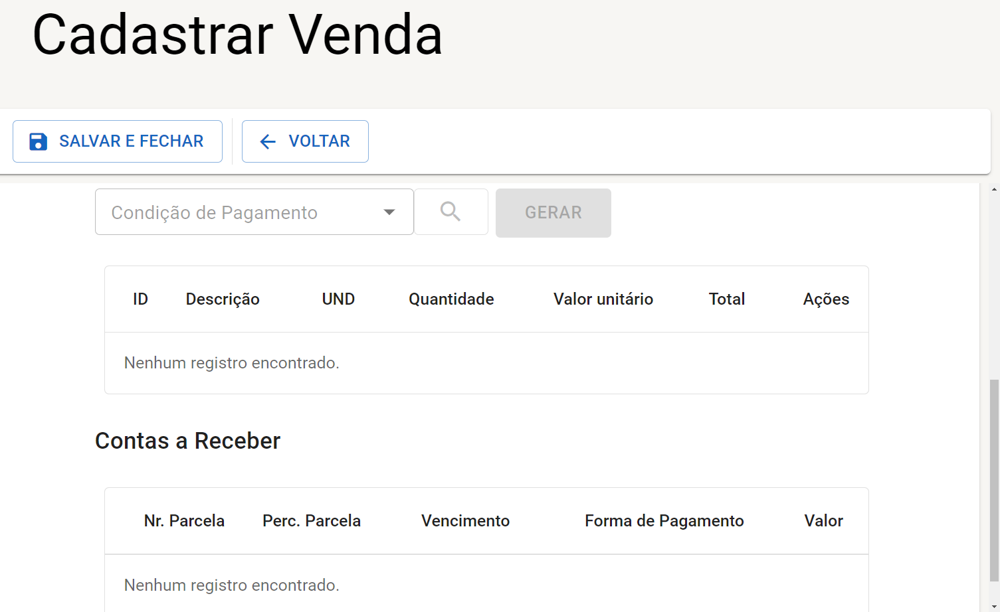 Cadastrar Venda
SALVAR E FECHAR
VOLTAR
Condição de Pagamento
GERAR
ID Descrição UND Quantidade Valor unitário Total Ações
Nenhum registro encontrado.
Contas a Receber
Nr. Parcela Perc. Parcela Vencimento Forma de Pagamento Valor
Nenhum registro encontrado.